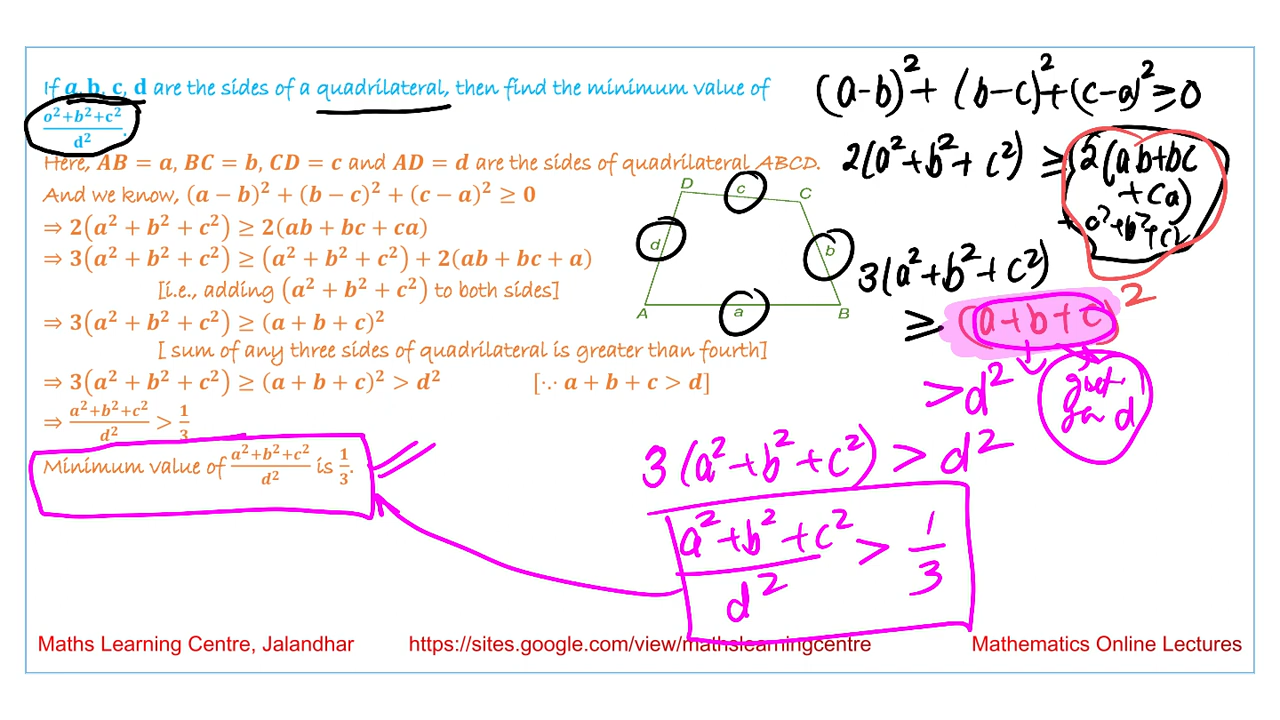 If a, b, c, d are the sides of a quadrilateral, then find the minimum value of
a²+b²+c²
d²
.
Here, AB = a, BC = b, CD = c and AD = d are the sides of quadrilateral ABCD.
And we know, (a − b)² + (b − c)² + (c − a)² ≥ 0
⇒ 2(a² + b² + c²) ≥ 2(ab + bc + ca)
⇒ 3(a² + b² + c²) ≥ (a² + b² + c²) + 2(ab + bc + a)
[i.e., adding (a² + b² + c²) to both sides]
⇒ 3(a² + b² + c²) ≥ (a + b + c)²
[ sum of any three sides of quadrilateral is greater than fourth]
⇒ 3(a² + b² + c²) ≥ (a + b + c)² > d² [∵ a + b + c > d]
⇒ a²+b²+c²/d² > 1/3
Minimum value of a²+b²+c²/d² is 1/3.
D
c
C
d
b
A
a
B
(a-b)² + (b-c)² + (c-a)² ≥ 0
2(a² + b² + c²) ≥ 2(ab+bc
+ca)
+ a²+b²+c²
3(a² + b² + c²)
≥ (a+b+c)²
> d²
d
3(a² + b² + c²) > d²
a² + b² + c²
d²
> 1/3
Maths Learning Centre, Jalandhar
https://sites.google.com/view/mathslearningcentre
Mathematics Online Lectures